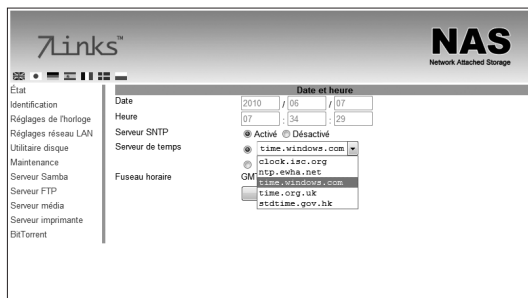 7Links™
NAS
Network Attached Storage
État
Identification
Réglages de l'horloge
Réglages réseau LAN
Utilitaire disque
Maintenance
Serveur Samba
Serveur FTP
Serveur média
Serveur imprimante
BitTorrent
Date et heure
Date 2010 / 06 / 07
Heure 07 : 34 : 29
Serveur SNTP Activé Désactivé
Serveur de temps time.windows.com
clock.isc.org
ntp.ewha.net
time.windows.com
time.org.uk
stdtime.gov.hk
Fuseau horaire